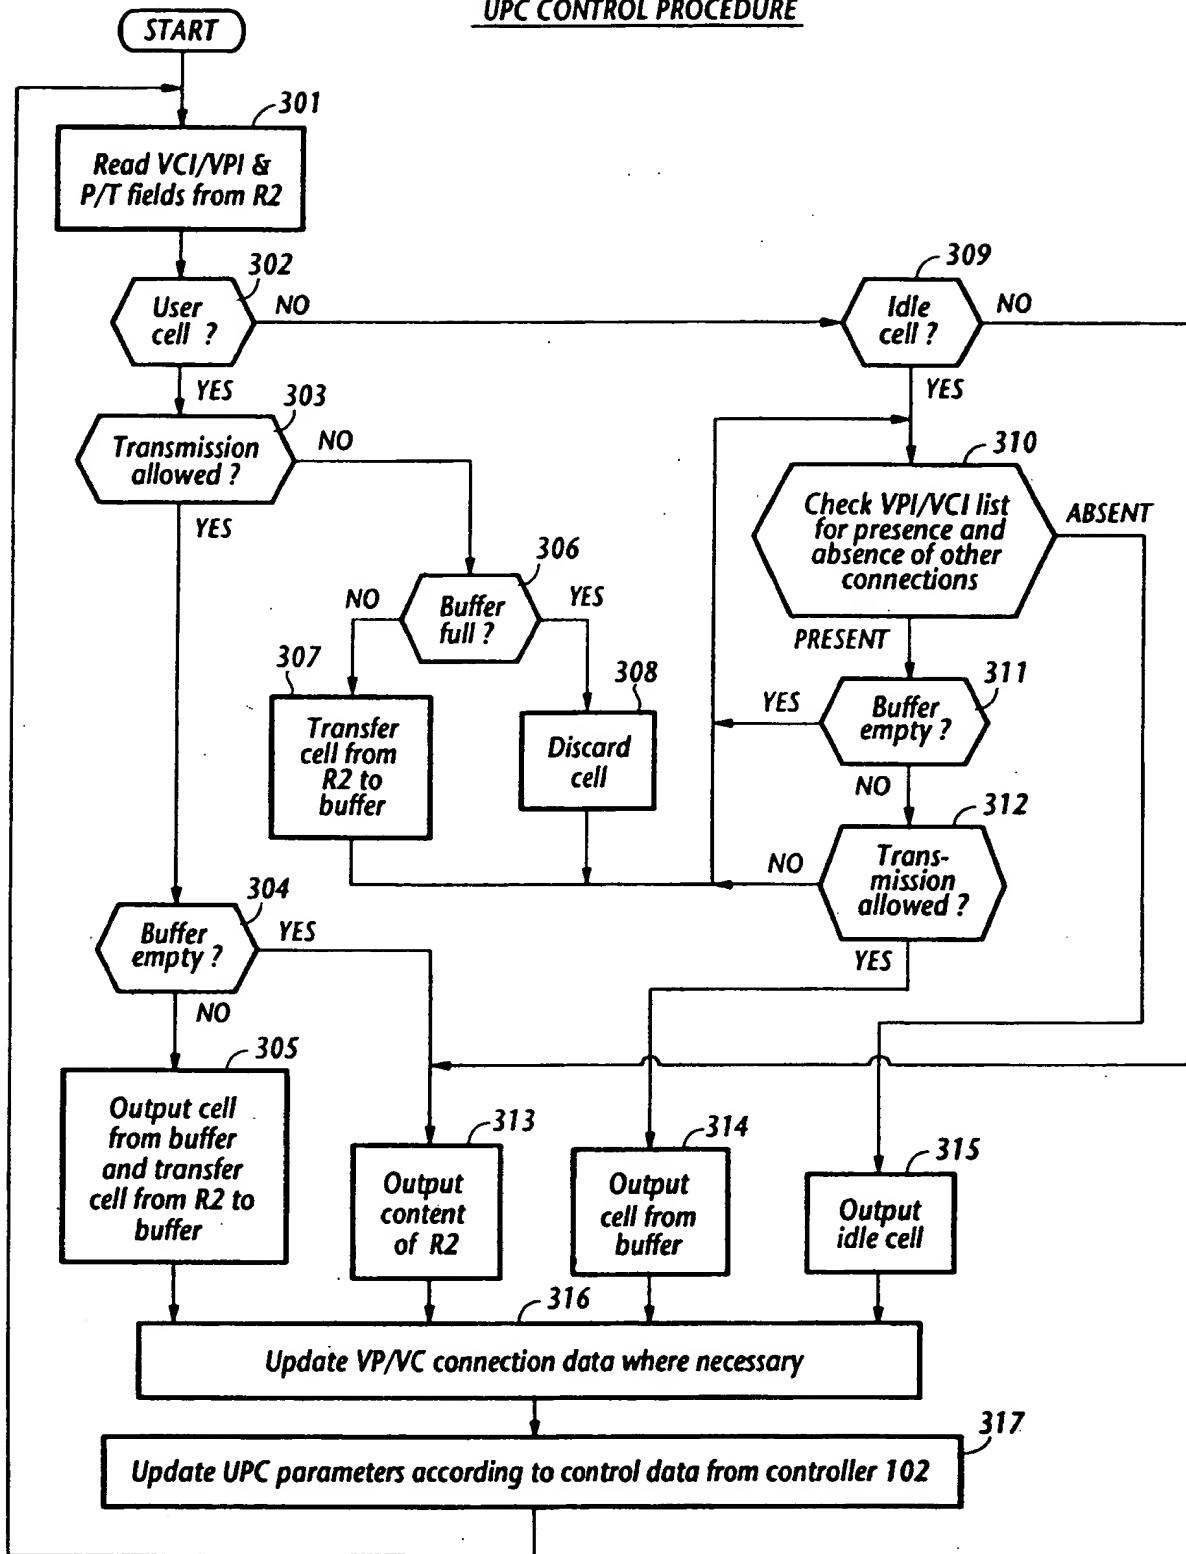 UPC CONTROL PROCEDURE
START
301
Read VCI/VPI &
P/T fields from R2
302
User
cell ?
NO
YES
309
Idle
cell ?
NO
YES
303
Transmission
allowed ?
NO
YES
310
Check VPI/VCI list
for presence and
absence of other
connections
ABSENT
PRESENT
306
Buffer
full ?
NO
YES
307
Transfer
cell from
R2 to
buffer
308
Discard
cell
311
Buffer
empty ?
YES
NO
312
Trans-
mission
allowed ?
NO
YES
304
Buffer
empty ?
YES
NO
305
Output cell
from buffer
and transfer
cell from R2 to
buffer
313
Output
content
of R2
314
Output
cell from
buffer
315
Output
idle cell
316
Update VP/VC connection data where necessary
317
Update UPC parameters according to control data from controller 102